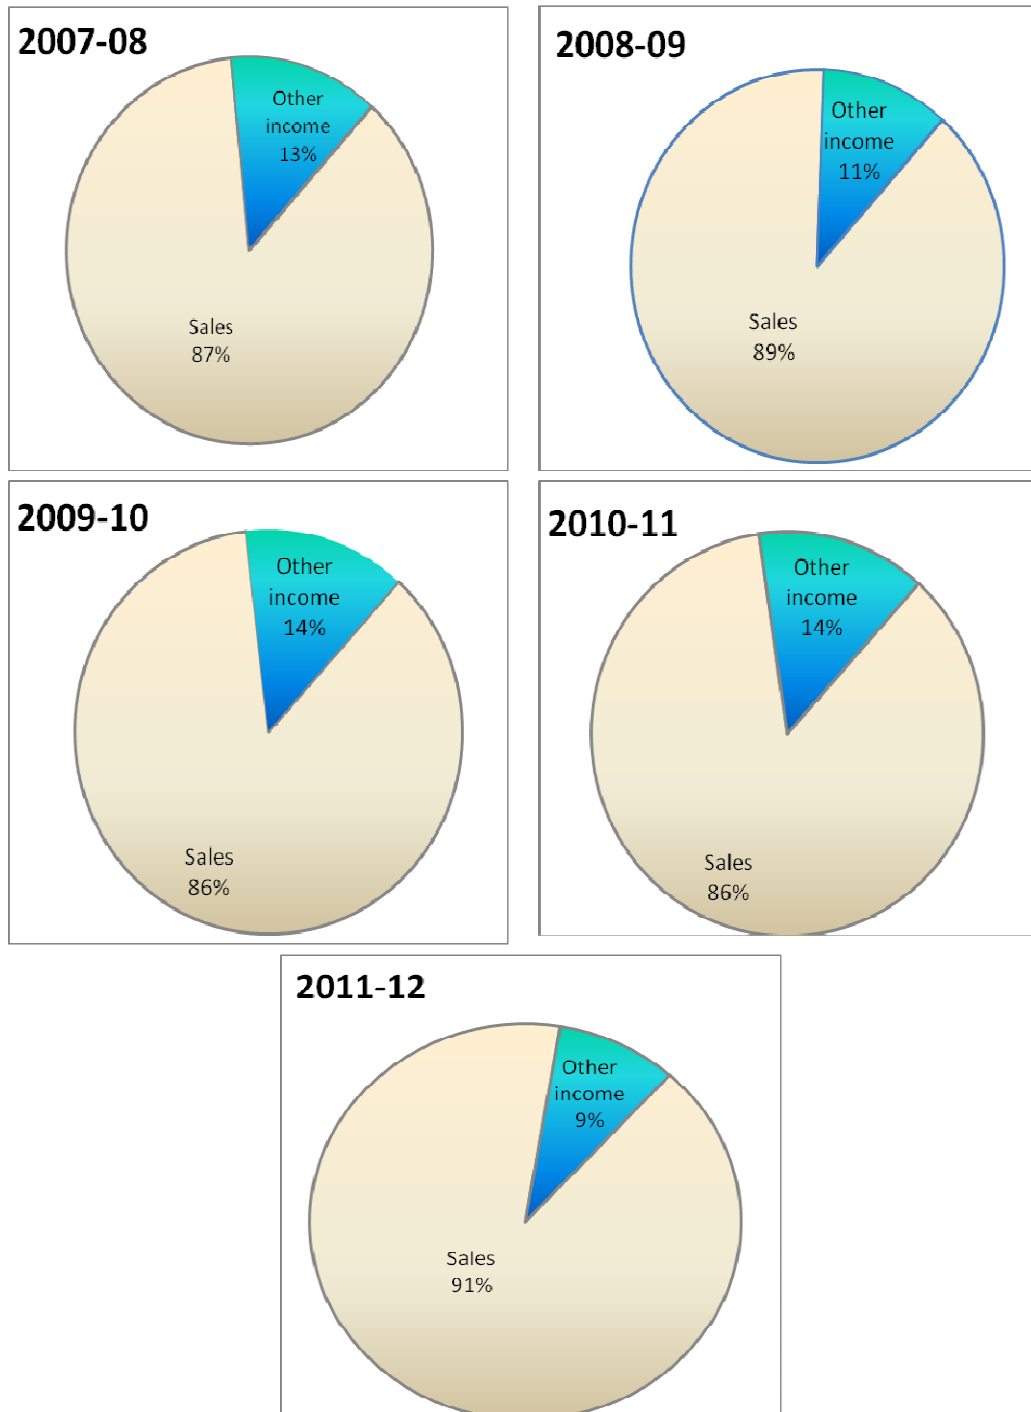 2007-08
Other
income
13%
Sales
87%
2008-09
Other
income
11%
Sales
89%
2009-10
Other
income
14%
Sales
86%
2010-11
Other
income
14%
Sales
86%
2011-12
Other
income
9%
Sales
91%